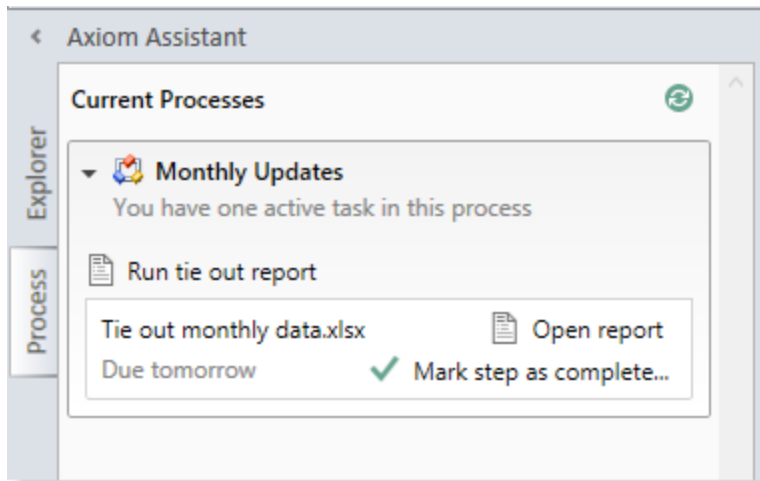 Axiom Assistant
Current Processes
Explorer
Process
Monthly Updates
You have one active task in this process
Run tie out report
Tie out monthly data.xlsx Open report
Due tomorrow Mark step as complete...